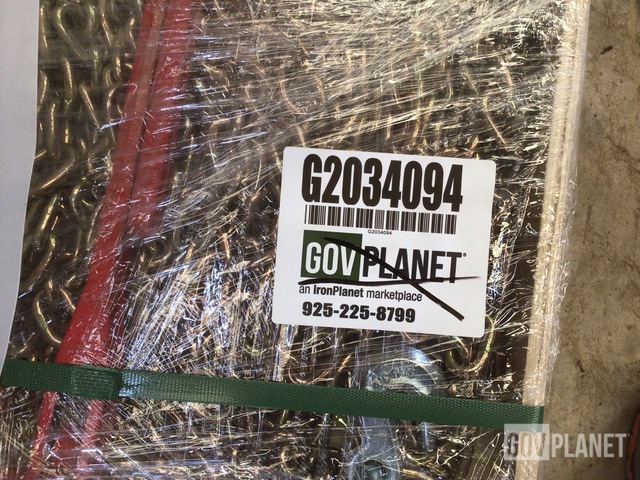 G2034094
G2034094
GOVPLANET®
an IronPlanet marketplace
925-225-8799
GOVPLANET®